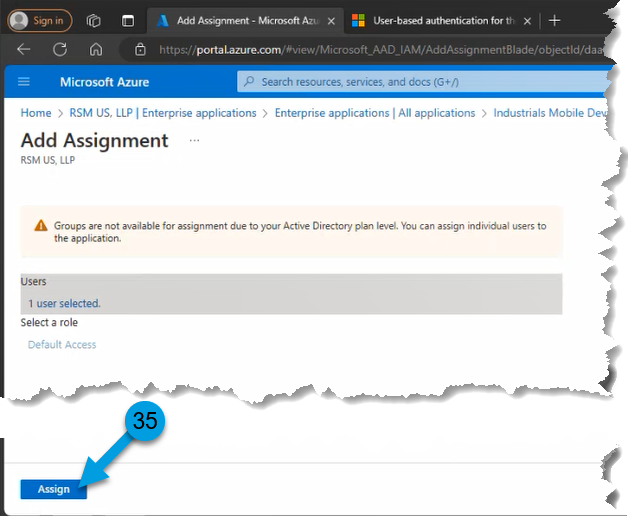 Sign in
Add Assignment - Microsoft Azu
User-based authentication for the
https://portal.azure.com/#view/Microsoft_AAD_IAM/AddAssignmentBlade/objectId/daa
Microsoft Azure
Search resources, services, and docs (G+/)
Home > RSM US, LLP | Enterprise applications > Enterprise applications | All applications > Industrials Mobile Dev
Add Assignment ...
RSM US, LLP
Groups are not available for assignment due to your Active Directory plan level. You can assign individual users to
the application.
Users
1 user selected.
Select a role
Default Access
35
Assign